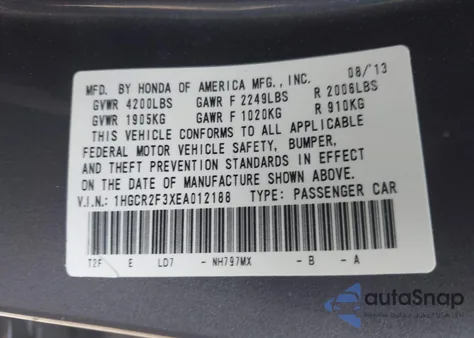 MFD. BY HONDA OF AMERICA MFG., INC. 08/'13
GVWR 4200LBS GAWR F 2249LBS R 2006LBS
GVWR 1905KG GAWR F 1020KG R 910KG
THIS VEHICLE CONFORMS TO ALL APPLICABLE
FEDERAL MOTOR VEHICLE SAFETY, BUMPER,
AND THEFT PREVENTION STANDARDS IN EFFECT
ON THE DATE OF MANUFACTURE SHOWN ABOVE.
V.I.N.: 1HGCR2F3XEA012188 TYPE: PASSENGER CAR
T2F E LD7 - NH797MX - B - A
autoSnap